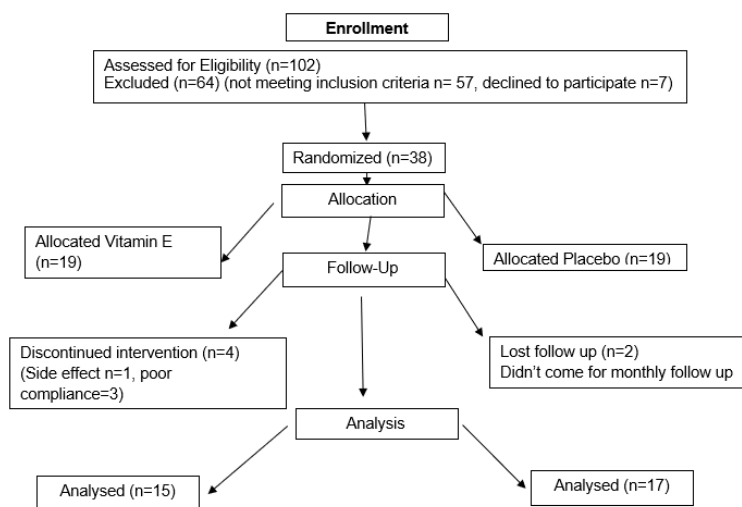 Enrollment
Assessed for Eligibility (n=102)
Excluded (n=64) (not meeting inclusion criteria n= 57, declined to participate n=7)
Randomized (n=38)
Allocation
Allocated Vitamin E
(n=19)
Allocated Placebo (n=19)
Follow-Up
Discontinued intervention (n=4)
(Side effect n=1, poor
compliance=3)
Lost follow up (n=2)
Didn’t come for monthly follow up
Analysis
Analysed (n=15)
Analysed (n=17)